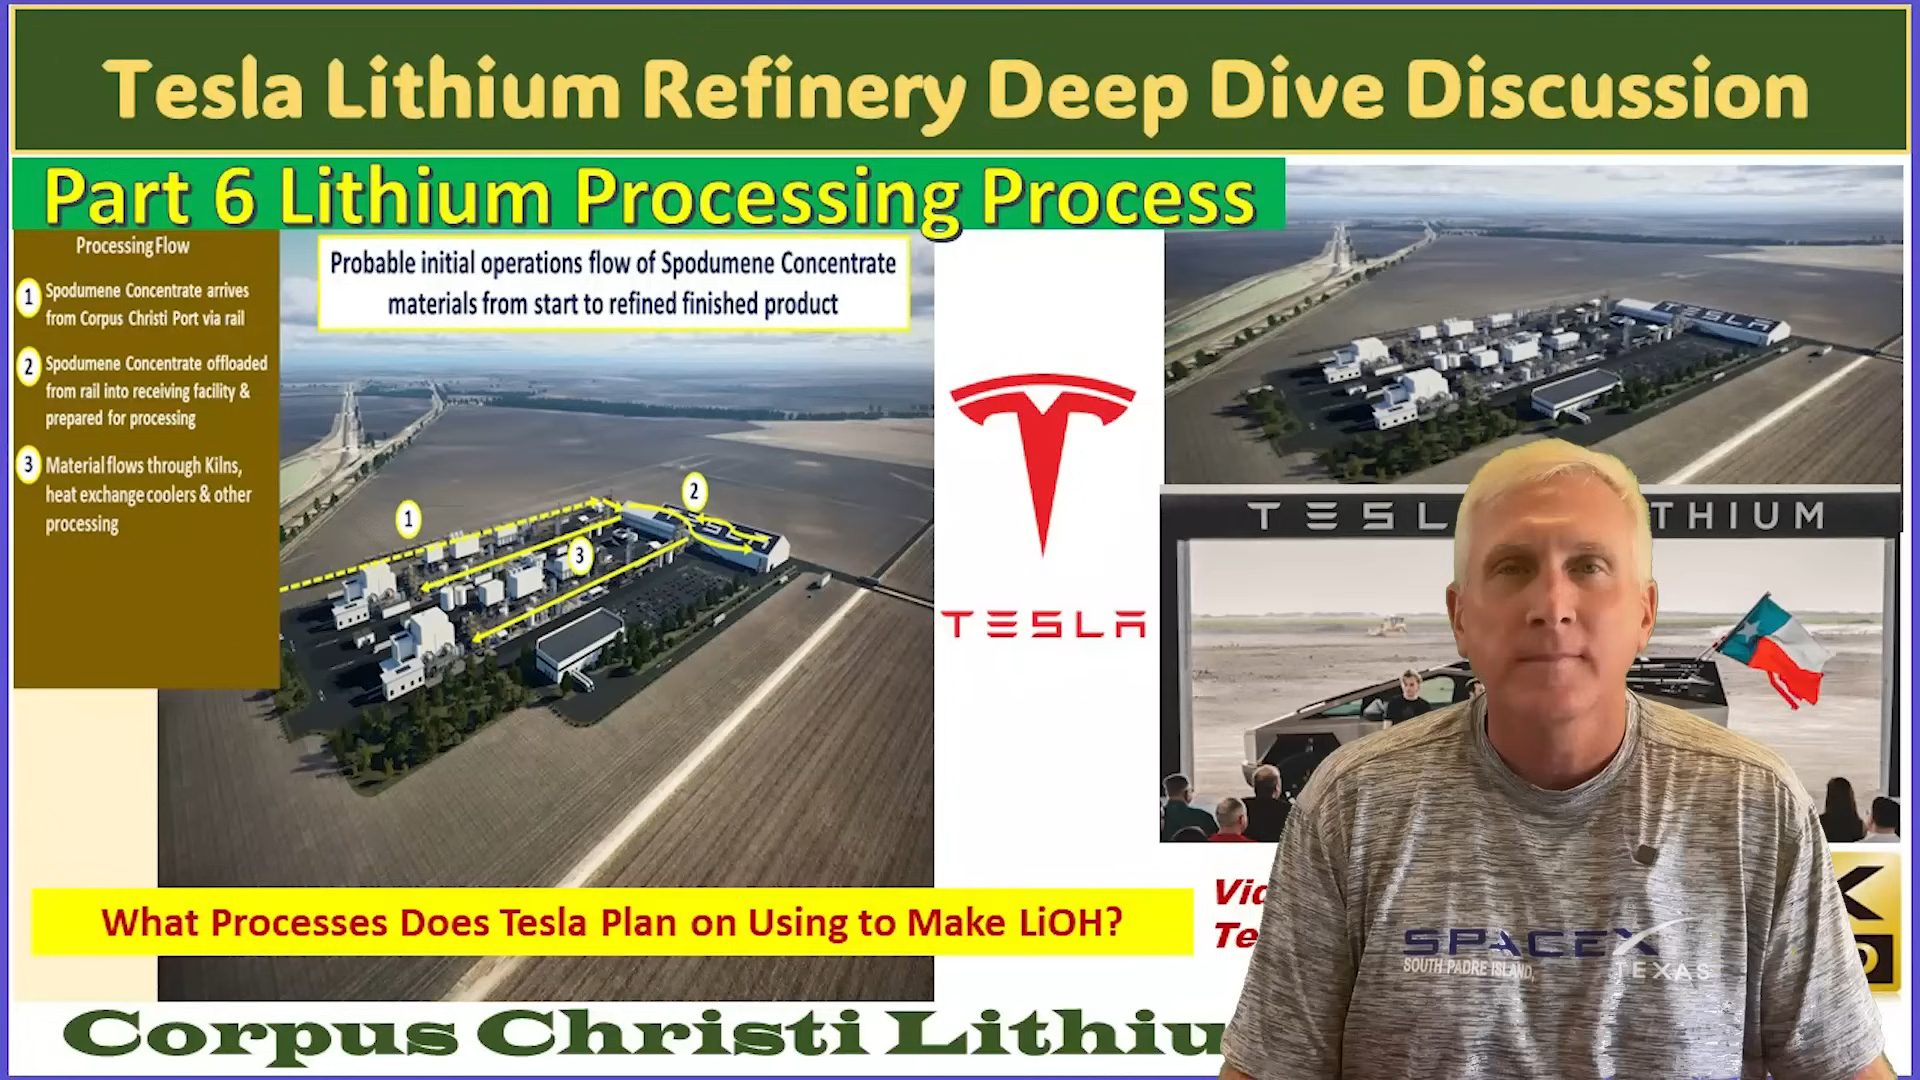 Tesla Lithium Refinery Deep Dive Discussion
Part 6 Lithium Processing Process
Processing Flow
1 Spodumene Concentrate arrives
from Corpus Christi Port via rail
2 Spodumene Concentrate offloaded
from rail into receiving facility &
prepared for processing
3 Material flows through Kilns,
heat exchange coolers & other
processing
Probable initial operations flow of Spodumene Concentrate
materials from start to refined finished product
1
2
3
TESLA
TESLA
TESLA
TESL
THIUM
What Processes Does Tesla Plan on Using to Make LiOH?
SPACEX
SOUTH PADRE ISLAND,
TEXAS
Corpus Christi Lithiu